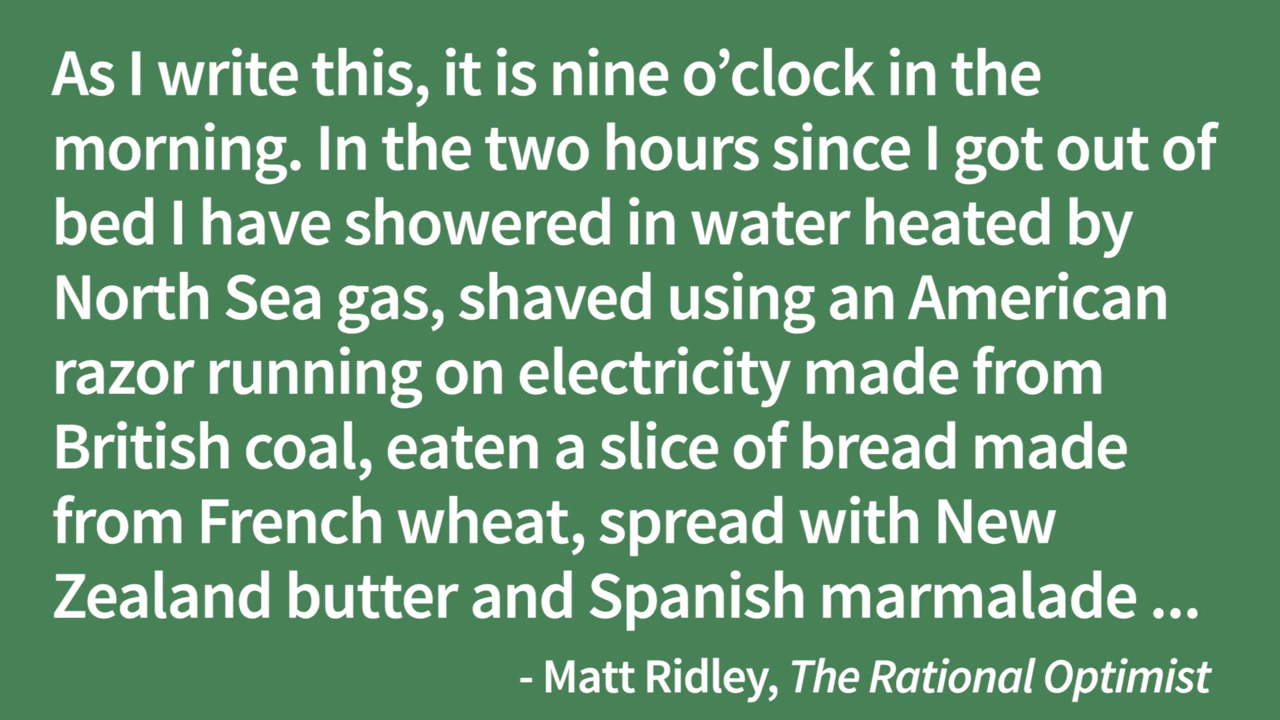 As I write this, it is nine o’clock in the
morning. In the two hours since I got out of
bed I have showered in water heated by
North Sea gas, shaved using an American
razor running on electricity made from
British coal, eaten a slice of bread made
from French wheat, spread with New
Zealand butter and Spanish marmalade ...
- Matt Ridley, The Rational Optimist